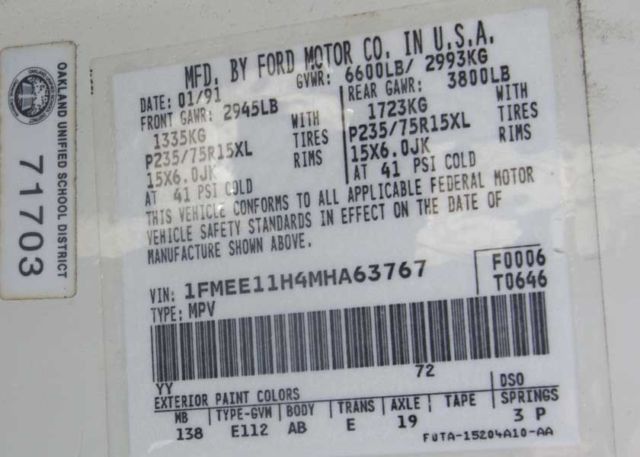 OAKLAND UNIFIED SCHOOL DISTRICT
71703
MFD. BY FORD MOTOR CO. IN U.S.A.
DATE: 01/91 GVWR: 6600LB/ 2993KG
FRONT GAWR: 2945LB REAR GAWR: 3800LB
1335KG WITH 1723KG WITH
P235/75R15XL TIRES P235/75R15XL TIRES
15X6.0JK RIMS 15X6.0JK RIMS
AT 41 PSI COLD AT 41 PSI COLD
THIS VEHICLE CONFORMS TO ALL APPLICABLE FEDERAL MOTOR
VEHICLE SAFETY STANDARDS IN EFFECT ON THE DATE OF
MANUFACTURE SHOWN ABOVE.
VIN: 1FMEE11H4MHA63767 F0006
TYPE: MPV T0646
YY 72
EXTERIOR PAINT COLORS DSO
WB TYPE-GVM BODY TRANS AXLE TAPE SPRINGS
138 E112 AB E 19 3 P
FUTA-15204A10-AA